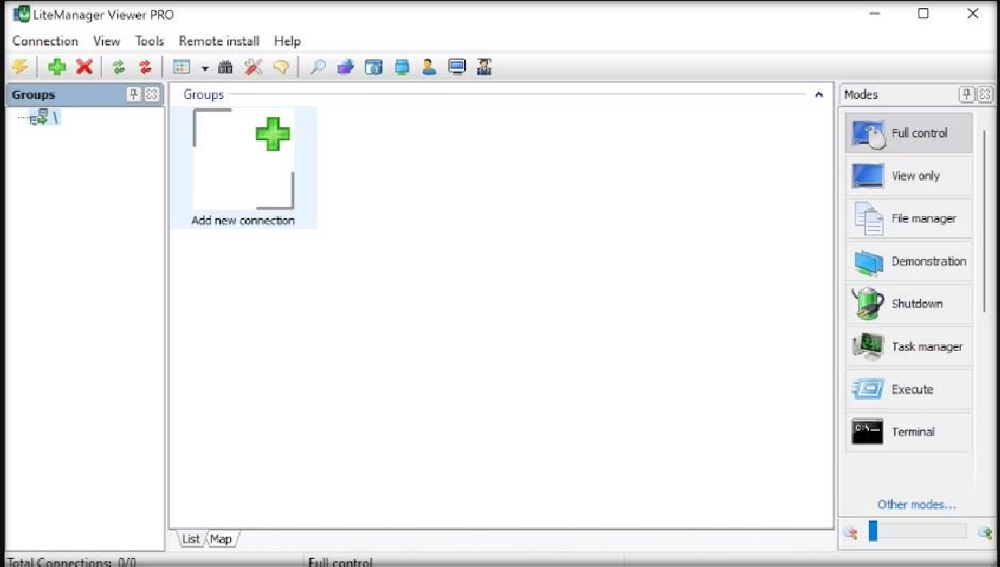 LiteManager Viewer PRO
Connection View Tools Remote install Help
Groups
\
Groups
Add new connection
List Map
Modes
Full control
View only
File manager
Demonstration
Shutdown
Task manager
Execute
C:\_
Terminal
Other modes...
Total Connections: 0/0 Full control